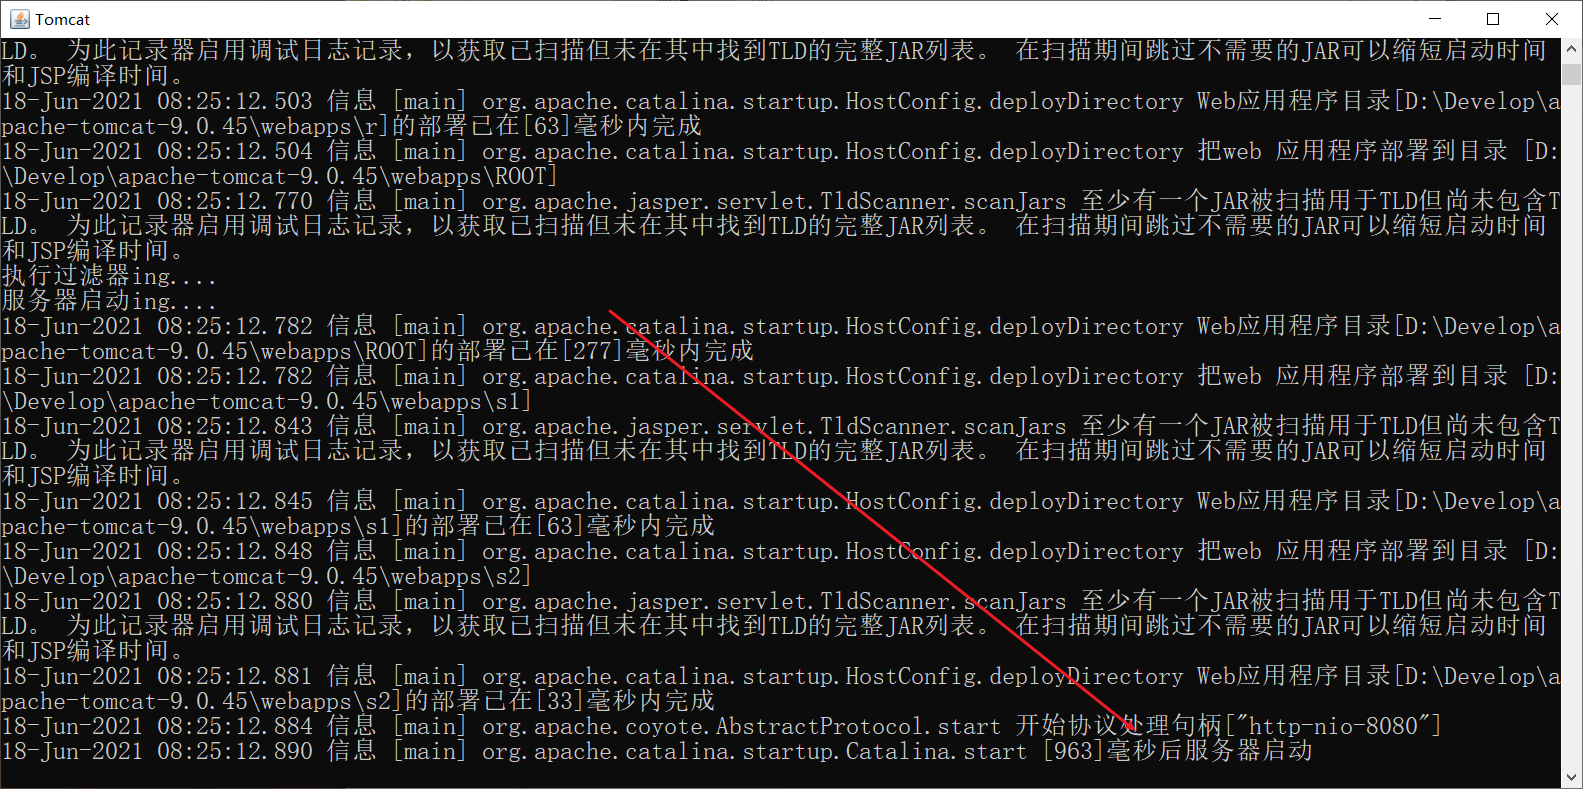 Tomcat
LD。 为此记录器启用调试日志记录，以获取已扫描但未在其中找到TLD的完整JAR列表。 在扫描期间跳过不需要的JAR可以缩短启动时间
和JSP编译时间。
18-Jun-2021 08:25:12.503 信息 [main] org.apache.catalina.startup.HostConfig.deployDirectory Web应用程序目录[D:\Develop\a
pache-tomcat-9.0.45\webapps\r]的部署已在[63]毫秒内完成
18-Jun-2021 08:25:12.504 信息 [main] org.apache.catalina.startup.HostConfig.deployDirectory 把web 应用程序部署到目录 [D:
\Develop\apache-tomcat-9.0.45\webapps\ROOT]
18-Jun-2021 08:25:12.770 信息 [main] org.apache.jasper.servlet.TldScanner.scanJars 至少有一个JAR被扫描用于TLD但尚未包含T
LD。 为此记录器启用调试日志记录，以获取已扫描但未在其中找到TLD的完整JAR列表。 在扫描期间跳过不需要的JAR可以缩短启动时间
和JSP编译时间。
执行过滤器ing....
服务器启动ing....
18-Jun-2021 08:25:12.782 信息 [main] org.apache.catalina.startup.HostConfig.deployDirectory Web应用程序目录[D:\Develop\a
pache-tomcat-9.0.45\webapps\ROOT]的部署已在[277]毫秒内完成
18-Jun-2021 08:25:12.782 信息 [main] org.apache.catalina.startup.HostConfig.deployDirectory 把web 应用程序部署到目录 [D:
\Develop\apache-tomcat-9.0.45\webapps\s1]
18-Jun-2021 08:25:12.843 信息 [main] org.apache.jasper.servlet.TldScanner.scanJars 至少有一个JAR被扫描用于TLD但尚未包含T
LD。 为此记录器启用调试日志记录，以获取已扫描但未在其中找到TLD的完整JAR列表。 在扫描期间跳过不需要的JAR可以缩短启动时间
和JSP编译时间。
18-Jun-2021 08:25:12.845 信息 [main] org.apache.catalina.startup.HostConfig.deployDirectory Web应用程序目录[D:\Develop\a
pache-tomcat-9.0.45\webapps\s1]的部署已在[63]毫秒内完成
18-Jun-2021 08:25:12.848 信息 [main] org.apache.catalina.startup.HostConfig.deployDirectory 把web 应用程序部署到目录 [D:
\Develop\apache-tomcat-9.0.45\webapps\s2]
18-Jun-2021 08:25:12.880 信息 [main] org.apache.jasper.servlet.TldScanner.scanJars 至少有一个JAR被扫描用于TLD但尚未包含T
LD。 为此记录器启用调试日志记录，以获取已扫描但未在其中找到TLD的完整JAR列表。 在扫描期间跳过不需要的JAR可以缩短启动时间
和JSP编译时间。
18-Jun-2021 08:25:12.881 信息 [main] org.apache.catalina.startup.HostConfig.deployDirectory Web应用程序目录[D:\Develop\a
pache-tomcat-9.0.45\webapps\s2]的部署已在[33]毫秒内完成
18-Jun-2021 08:25:12.884 信息 [main] org.apache.coyote.AbstractProtocol.start 开始协议处理句柄["http-nio-8080"]
18-Jun-2021 08:25:12.890 信息 [main] org.apache.catalina.startup.Catalina.start [963]毫秒后服务器启动